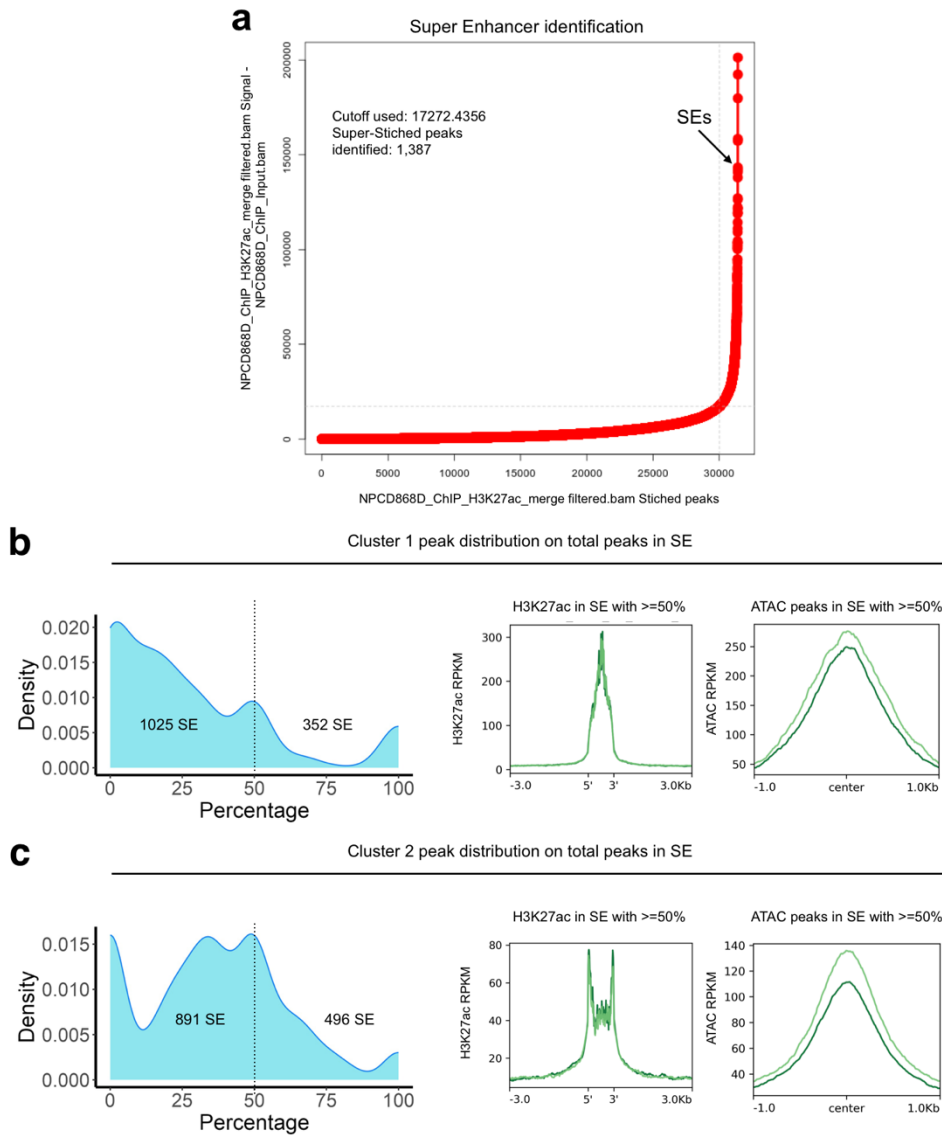 a
Super Enhancer identification
NPCD868D_ChIP_H3K27ac_merge filtered.bam Signal -
NPCD868D_ChIP_Input.bam
200000
150000
100000
50000
0
Cutoff used: 17272.4356
Super-Stiched peaks
identified: 1,387
SEs
0 5000 10000 15000 20000 25000 30000
NPCD868D_ChIP_H3K27ac_merge filtered.bam Stiched peaks
b
Cluster 1 peak distribution on total peaks in SE
Density
0.020
0.015
0.010
0.005
0.000
1025 SE
352 SE
0 25 50 75 100
Percentage
H3K27ac in SE with >=50%
H3K27ac RPKM
300
200
100
0
-3.0 5' 3' 3.0Kb
ATAC peaks in SE with >=50%
ATAC RPKM
250
200
150
100
50
-1.0 center 1.0Kb
c
Cluster 2 peak distribution on total peaks in SE
Density
0.015
0.010
0.005
0.000
891 SE
496 SE
0 25 50 75 100
Percentage
H3K27ac in SE with >=50%
H3K27ac RPKM
80
60
40
20
-3.0 5' 3' 3.0Kb
ATAC peaks in SE with >=50%
ATAC RPKM
140
120
100
80
60
40
-1.0 center 1.0Kb